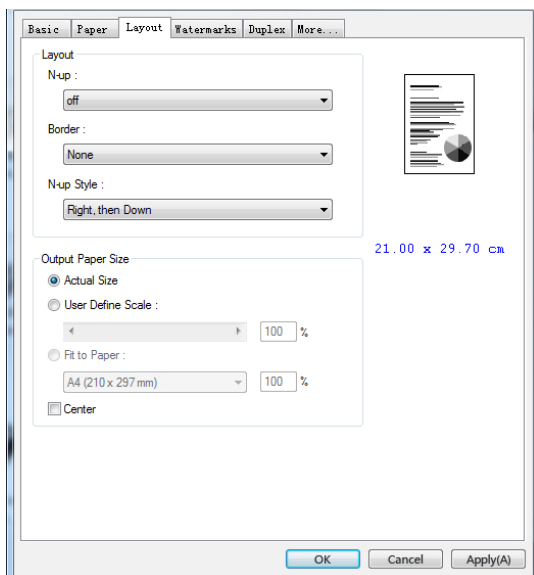 Basic Paper Layout Watermarks Duplex More...
Layout
N-up :
off
Border :
None
N-up Style :
Right, then Down
21.00 x 29.70 cm
Output Paper Size
Actual Size
User Define Scale :
100 %
Fit to Paper :
A4 (210 x 297 mm) 100 %
Center
OK Cancel Apply(A)